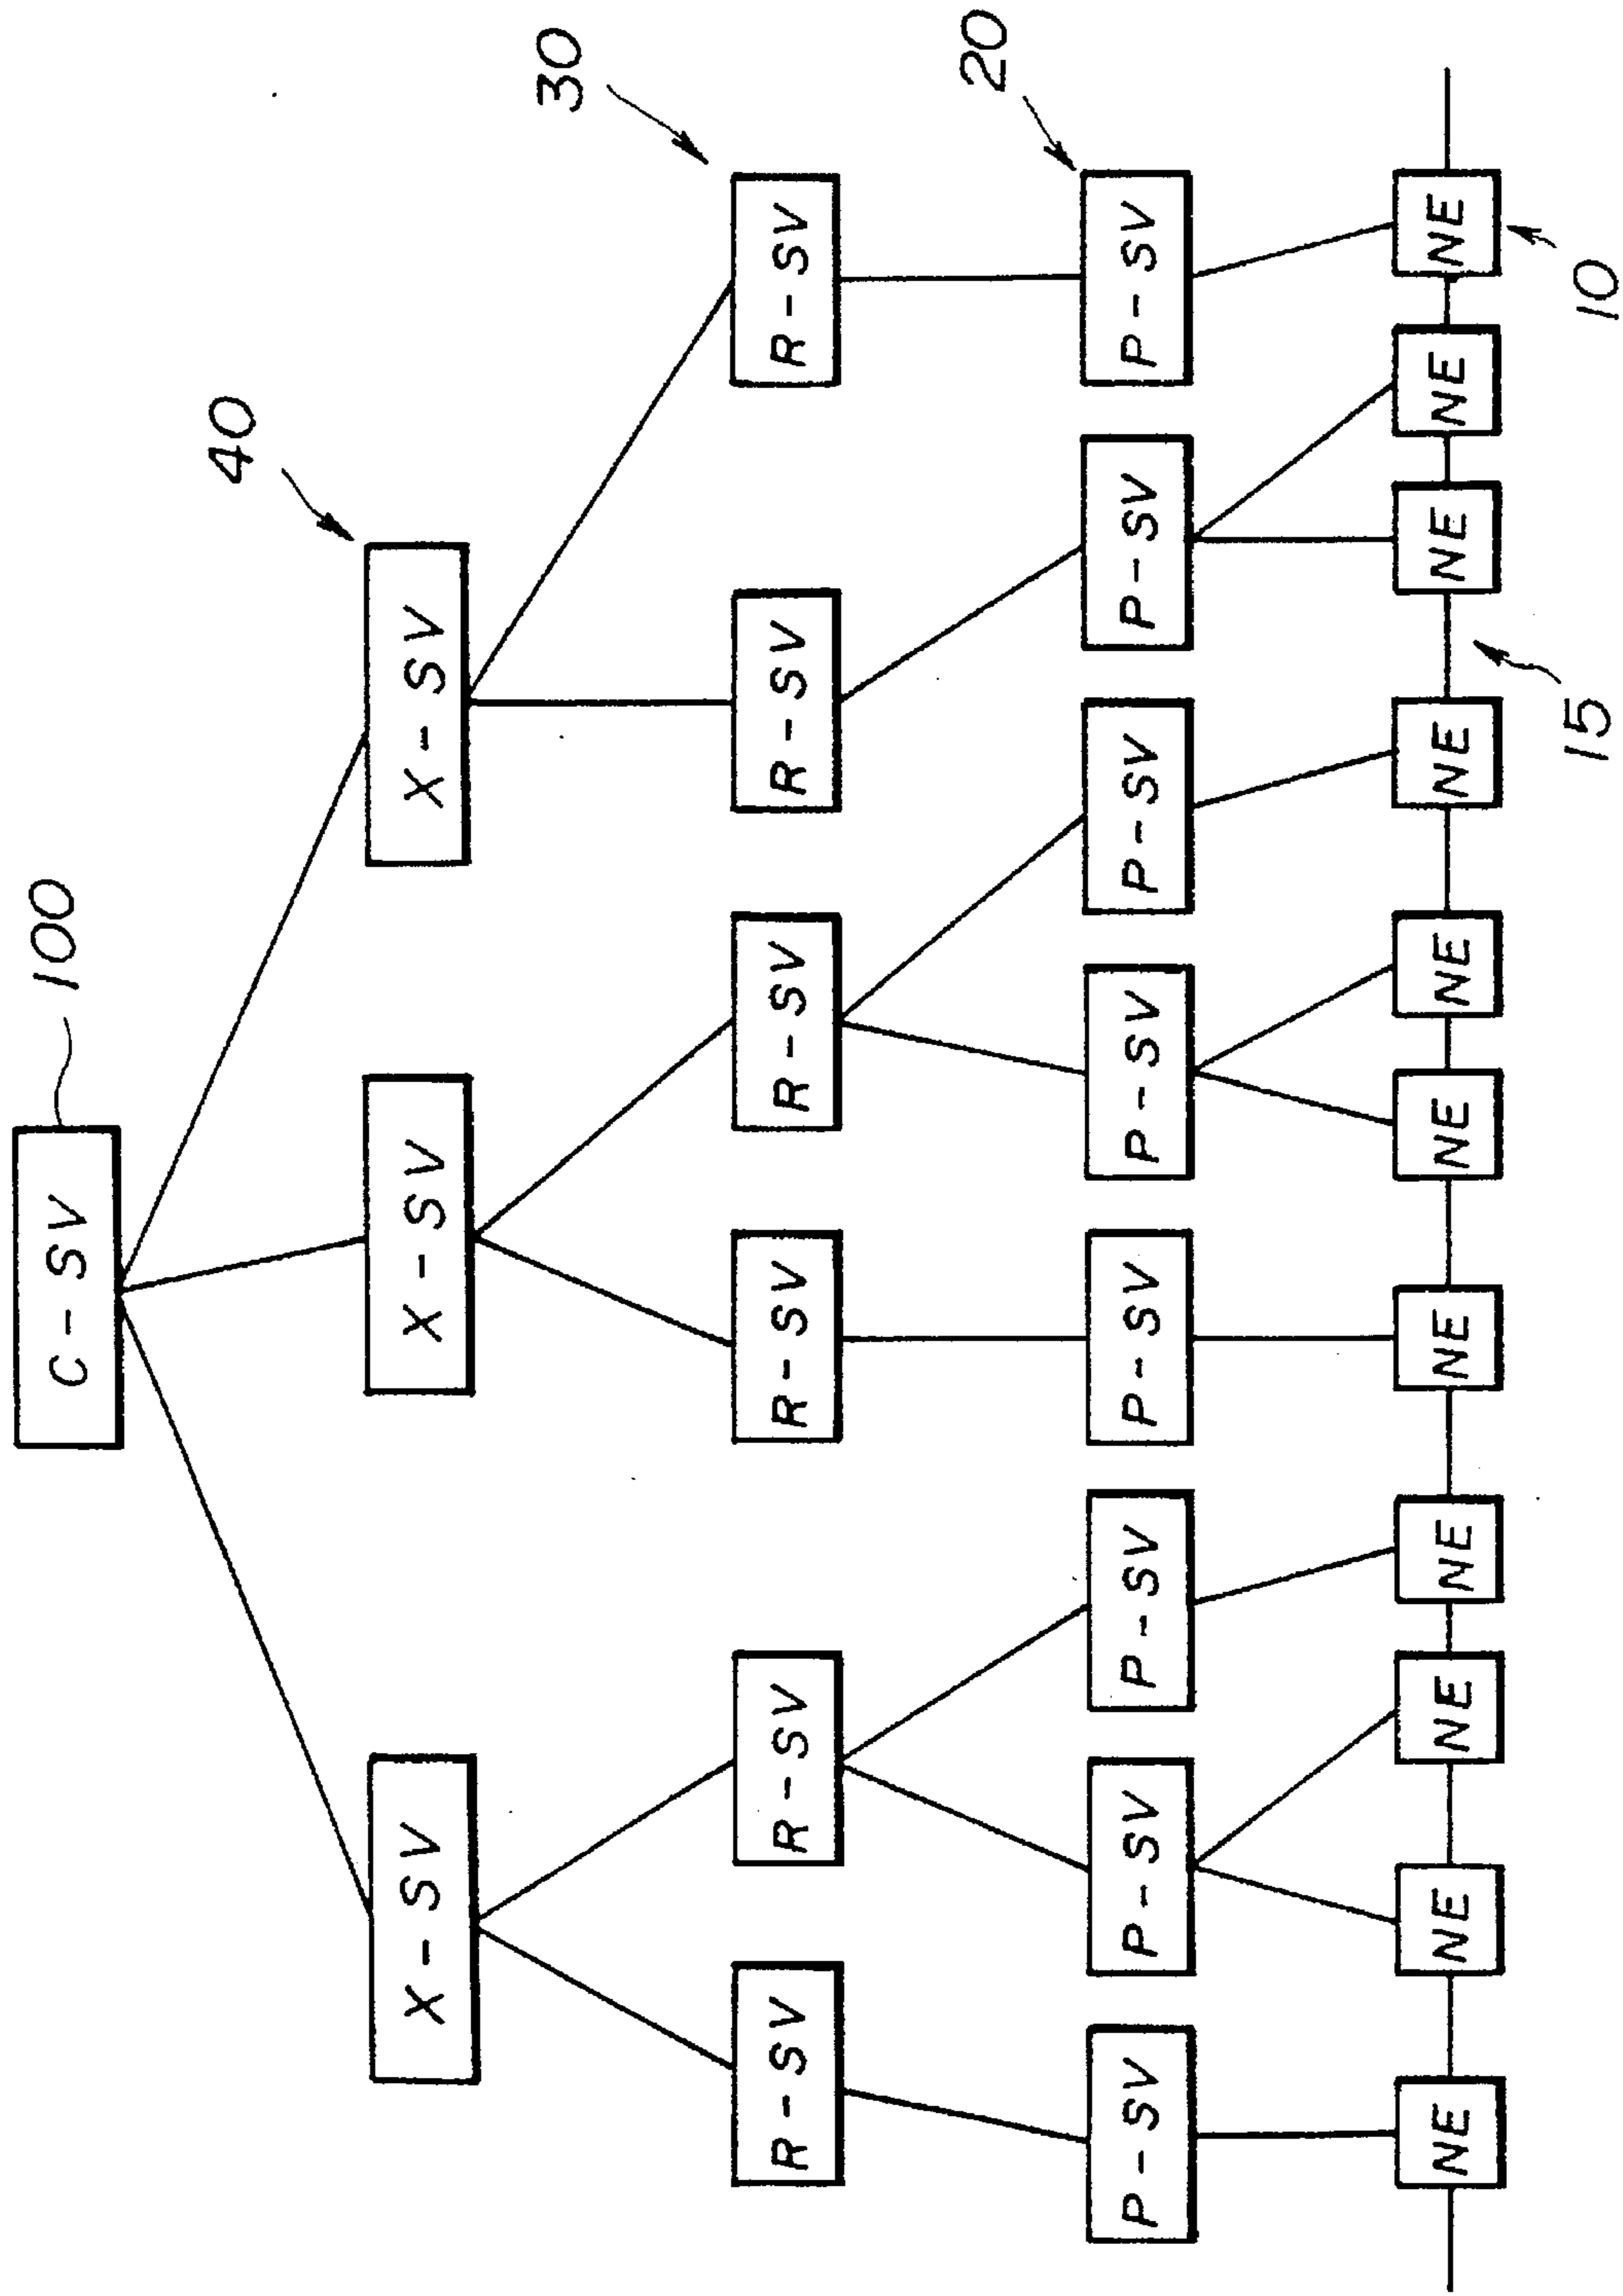 C-SV 100
X-SV X-SV X-SV 40
R-SV R-SV R-SV R-SV R-SV R-SV 30
P-SV P-SV P-SV P-SV P-SV P-SV P-SV P-SV 20
NE NE NE NE NE NE NE NE NE NE NE
15 10